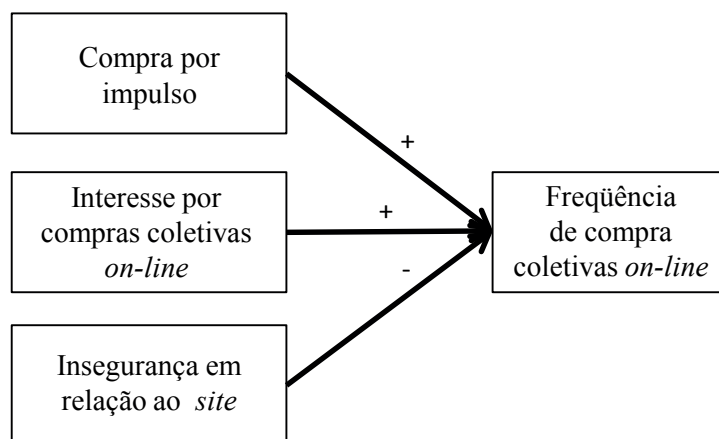 Compra por
impulso
+
Interesse por
compras coletivas
on-line
+
Freqüência
de compra
coletivas on-line
-
Insegurança em
relação ao site